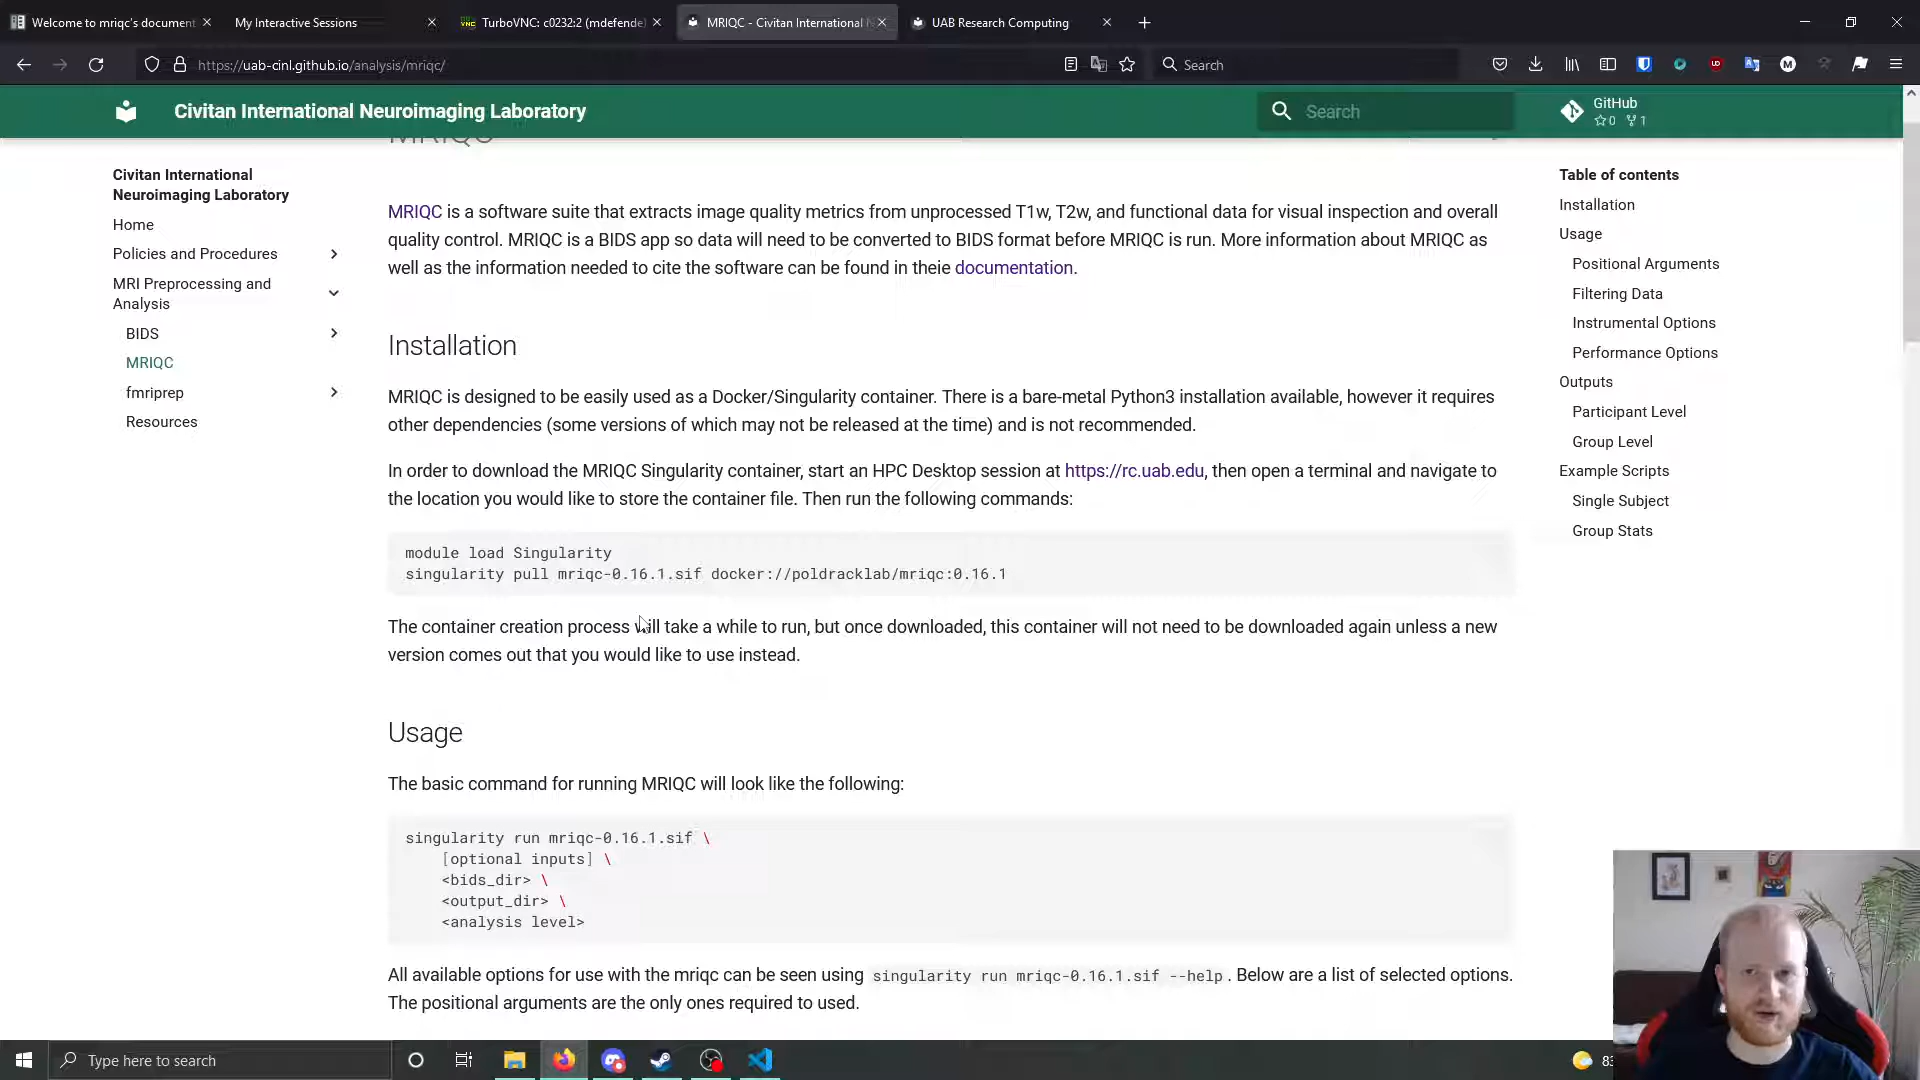 Welcome to mriqc's document
My Interactive Sessions
TurboVNC: c0232:2 (mdefende
MRIQC - Civitan International
UAB Research Computing
https://uab-cinl.github.io/analysis/mriqc/
Search
Civitan International Neuroimaging Laboratory
Search
GitHub
0 1
Civitan International
Neuroimaging Laboratory
Home
Policies and Procedures
MRI Preprocessing and
Analysis
BIDS
MRIQC
fmriprep
Resources
MRIQC
MRIQC is a software suite that extracts image quality metrics from unprocessed T1w, T2w, and functional data for visual inspection and overall
quality control. MRIQC is a BIDS app so data will need to be converted to BIDS format before MRIQC is run. More information about MRIQC as
well as the information needed to cite the software can be found in theie documentation.
Installation
MRIQC is designed to be easily used as a Docker/Singularity container. There is a bare-metal Python3 installation available, however it requires
other dependencies (some versions of which may not be released at the time) and is not recommended.
In order to download the MRIQC Singularity container, start an HPC Desktop session at https://rc.uab.edu, then open a terminal and navigate to
the location you would like to store the container file. Then run the following commands:
module load Singularity
singularity pull mriqc-0.16.1.sif docker://poldracklab/mriqc:0.16.1
The container creation process will take a while to run, but once downloaded, this container will not need to be downloaded again unless a new
version comes out that you would like to use instead.
Usage
The basic command for running MRIQC will look like the following:
singularity run mriqc-0.16.1.sif \
[optional inputs] \
<bids_dir> \
<output_dir> \
<analysis level>
All available options for use with the mriqc can be seen using singularity run mriqc-0.16.1.sif --help. Below are a list of selected options.
The positional arguments are the only ones required to used.
Table of contents
Installation
Usage
Positional Arguments
Filtering Data
Instrumental Options
Performance Options
Outputs
Participant Level
Group Level
Example Scripts
Single Subject
Group Stats
Type here to search